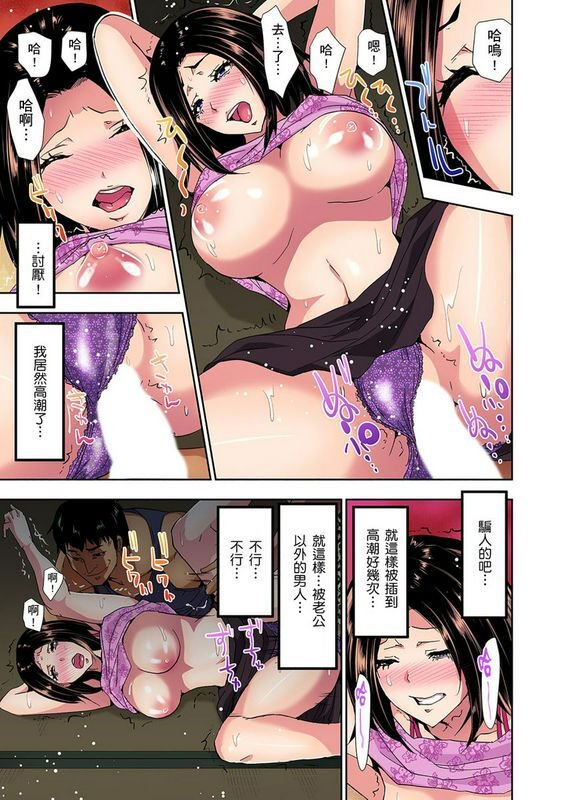 哈嗚！
嗯！
哈！
去…了…
哈！
哈！
哈啊！
…討厭！
我居然高潮了…
騙人的吧…
就這樣被插到
高潮好幾次…
就這樣…被老公
以外的男人…
不行…
不行…
啊！
啊！